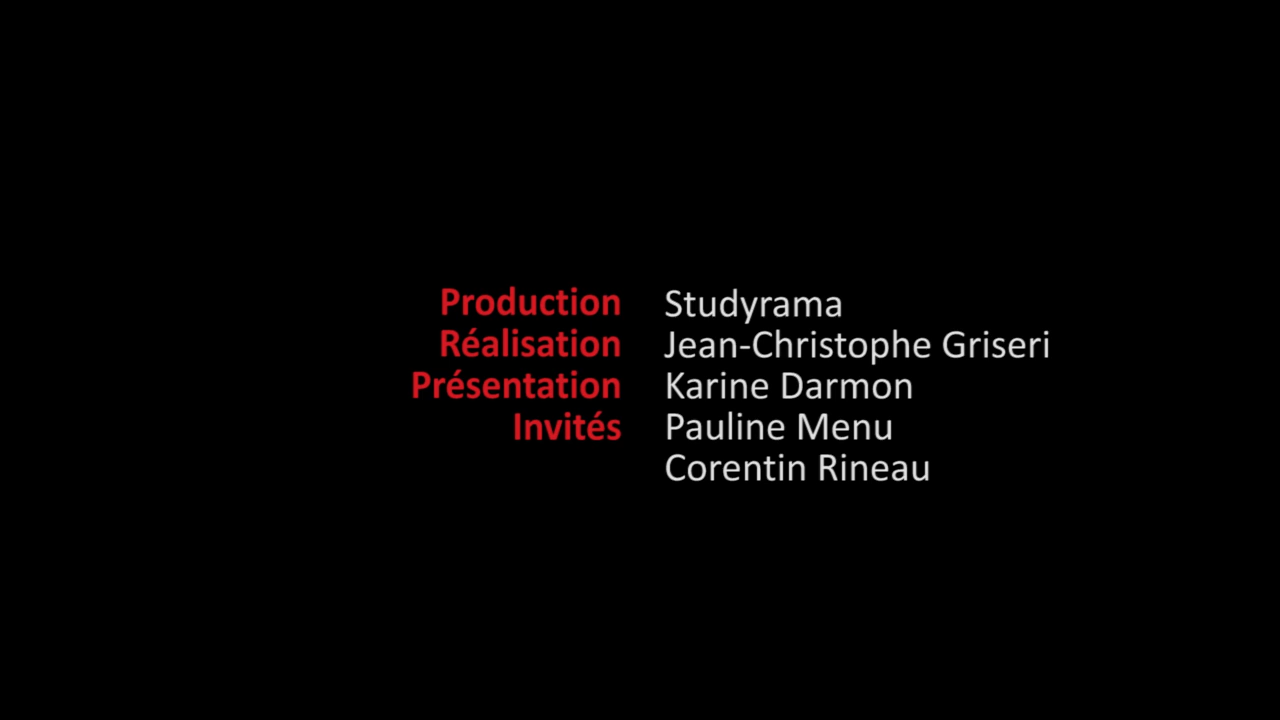 Production Studyrama
Réalisation Jean-Christophe Griseri
Présentation Karine Darmon
Invités Pauline Menu
Corentin Rineau